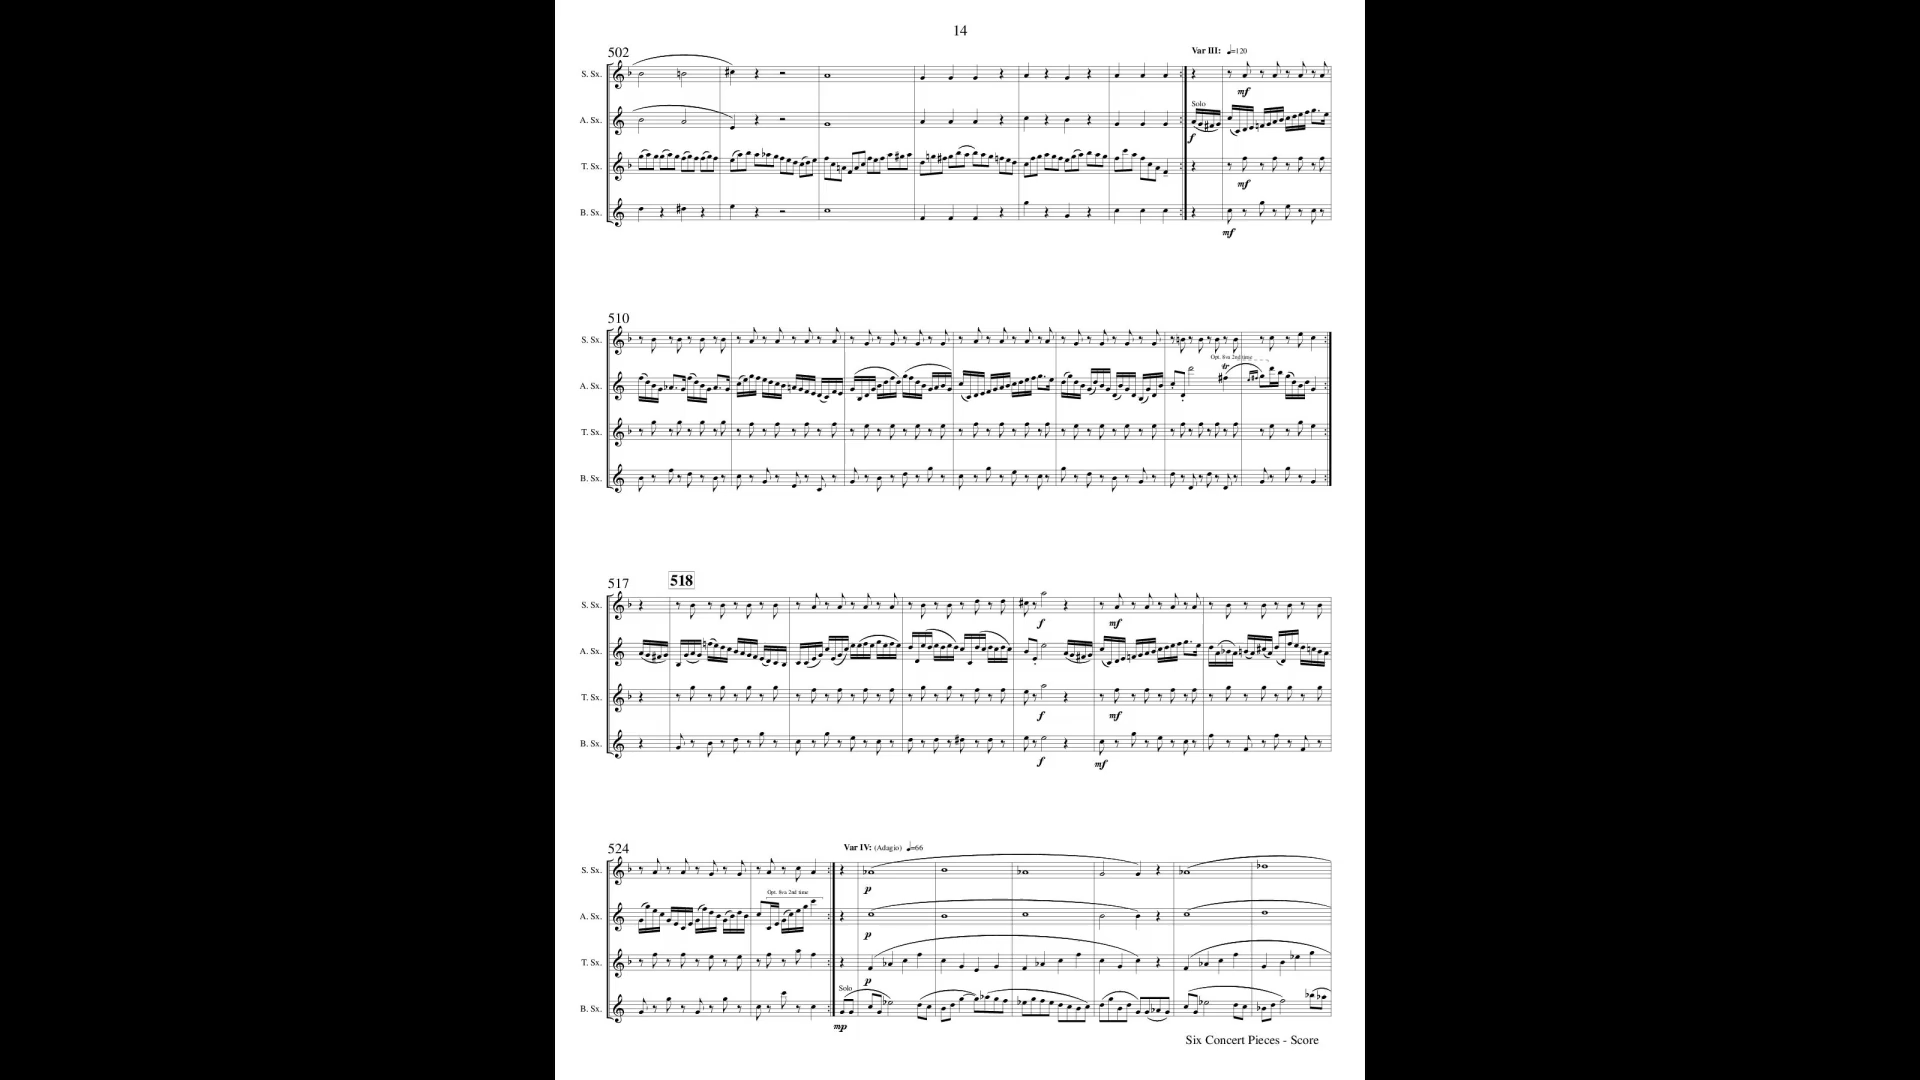 14
502
Var III: ♩=120
S. Sx.
mf
Solo
A. Sx.
f
T. Sx.
mf
B. Sx.
mf
510
S. Sx.
Opt. 8va 2nd time
tr
A. Sx.
T. Sx.
B. Sx.
517
518
S. Sx.
f mf
A. Sx.
T. Sx.
f mf
B. Sx.
f mf
524
Var IV: (Adagio) ♩=66
S. Sx.
p
Opt. 8va 2nd time
A. Sx.
p
T. Sx.
p
Solo
B. Sx.
mp
Six Concert Pieces - Score